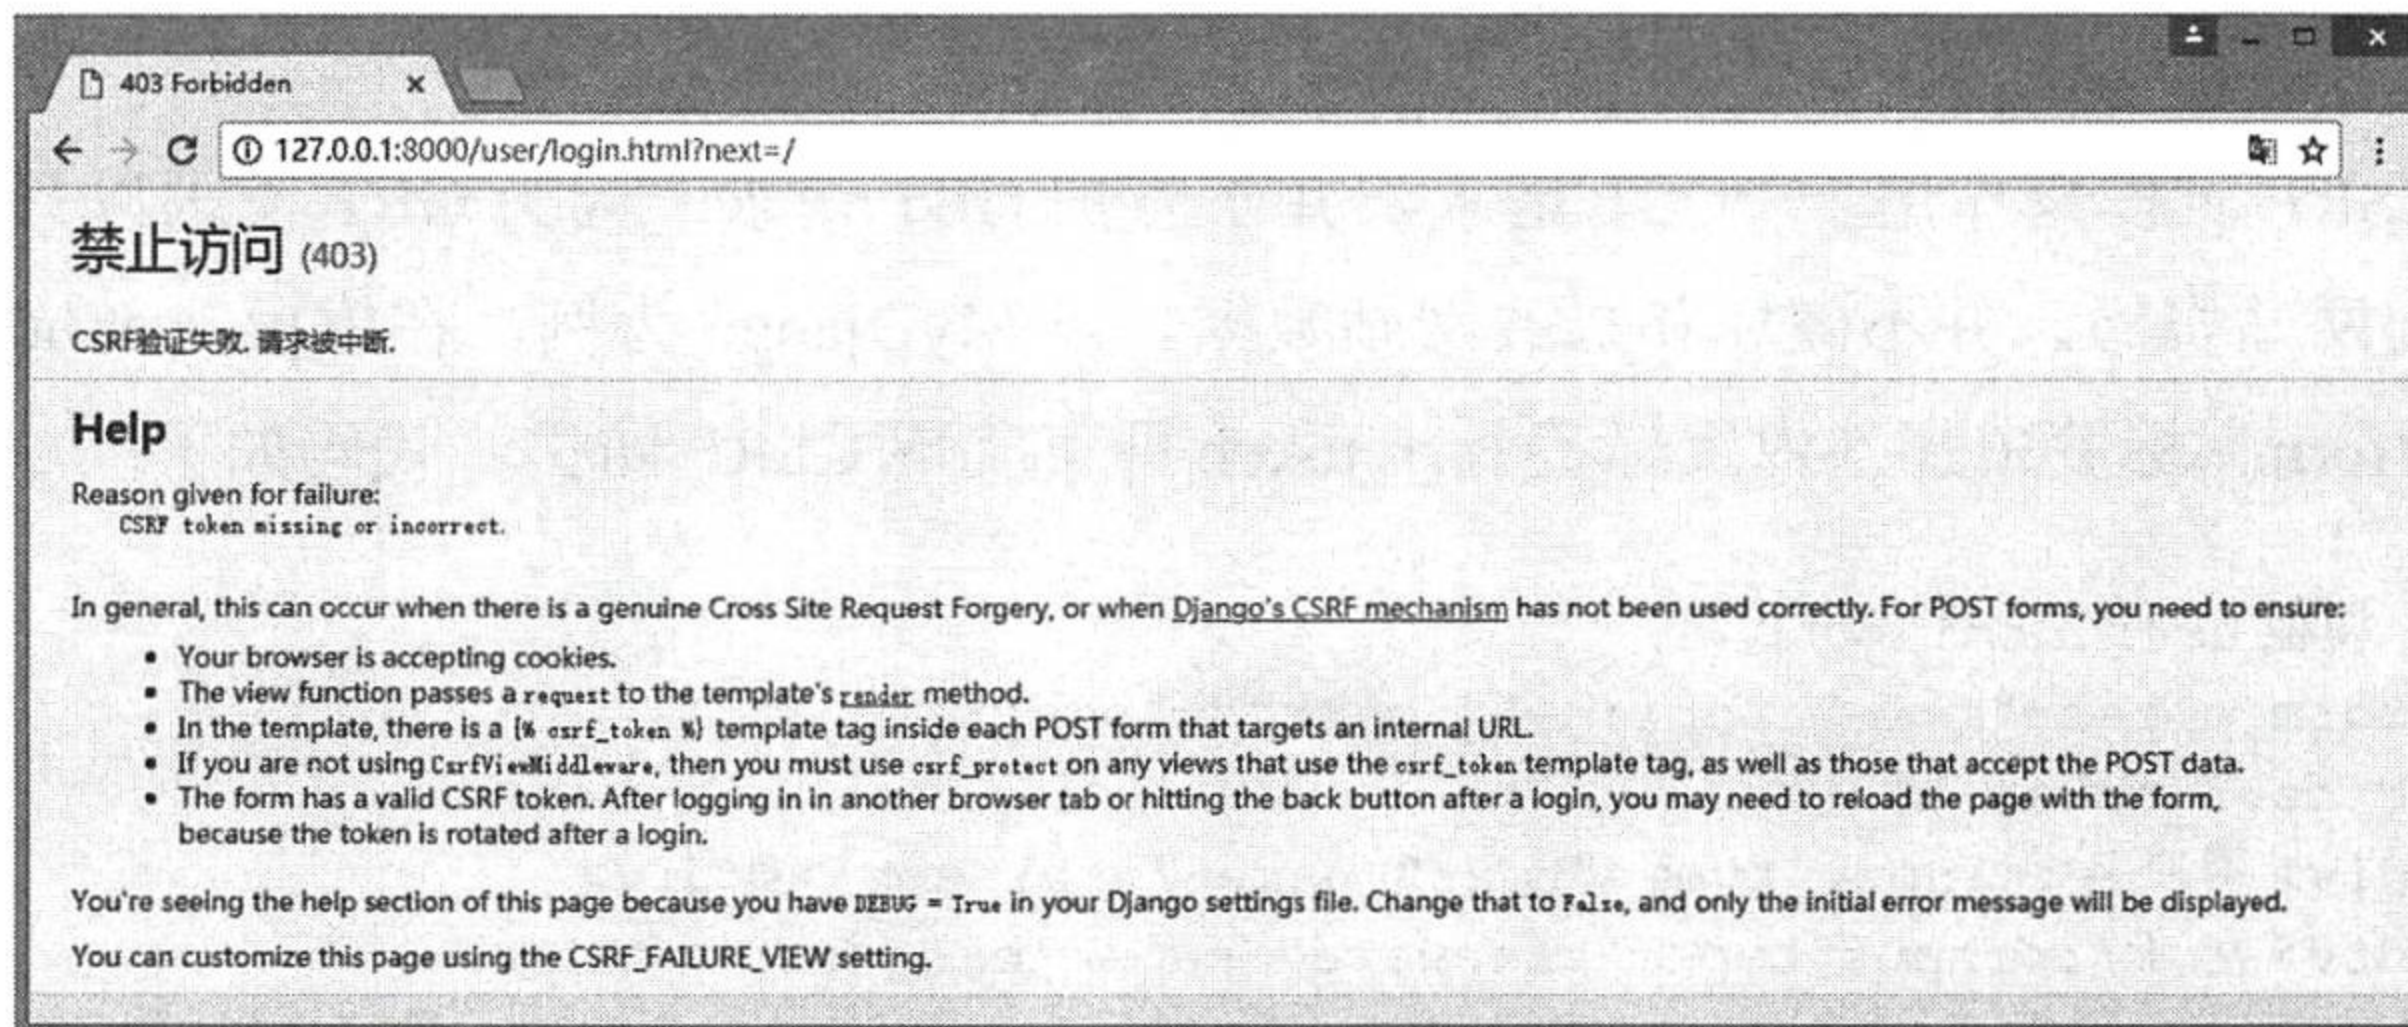 403 Forbidden
127.0.0.1:8000/user/login.html?next=/
禁止访问 (403)
CSRF验证失败. 请求被中断.
Help
Reason given for failure:
CSRF token missing or incorrect.
In general, this can occur when there is a genuine Cross Site Request Forgery, or when Django's CSRF mechanism has not been used correctly. For POST forms, you need to ensure:
• Your browser is accepting cookies.
• The view function passes a request to the template's render method.
• In the template, there is a {% csrf_token %} template tag inside each POST form that targets an internal URL.
• If you are not using CsrfViewMiddleware, then you must use csrf_protect on any views that use the csrf_token template tag, as well as those that accept the POST data.
• The form has a valid CSRF token. After logging in in another browser tab or hitting the back button after a login, you may need to reload the page with the form,
because the token is rotated after a login.
You're seeing the help section of this page because you have DEBUG = True in your Django settings file. Change that to False, and only the initial error message will be displayed.
You can customize this page using the CSRF_FAILURE_VIEW setting.